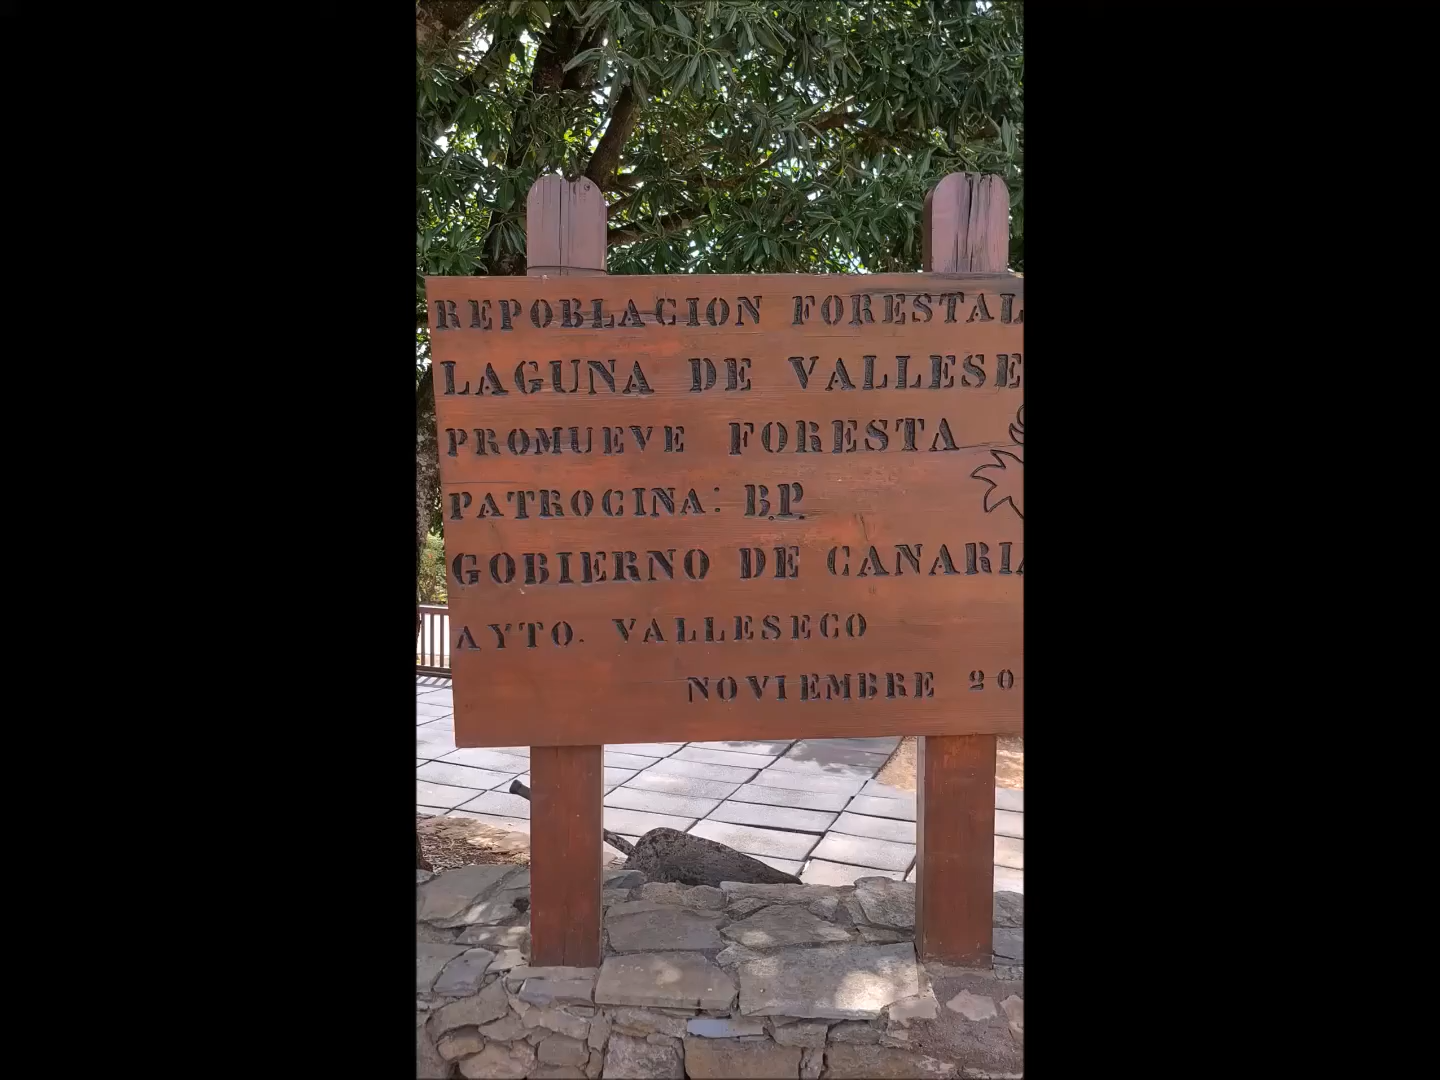 REPOBLACION FORESTAL
LAGUNA DE VALLESE
PROMUEVE FORESTA
PATROCINA: B.P.
GOBIERNO DE CANARIA
AYTO. VALLESECO
NOVIEMBRE 20